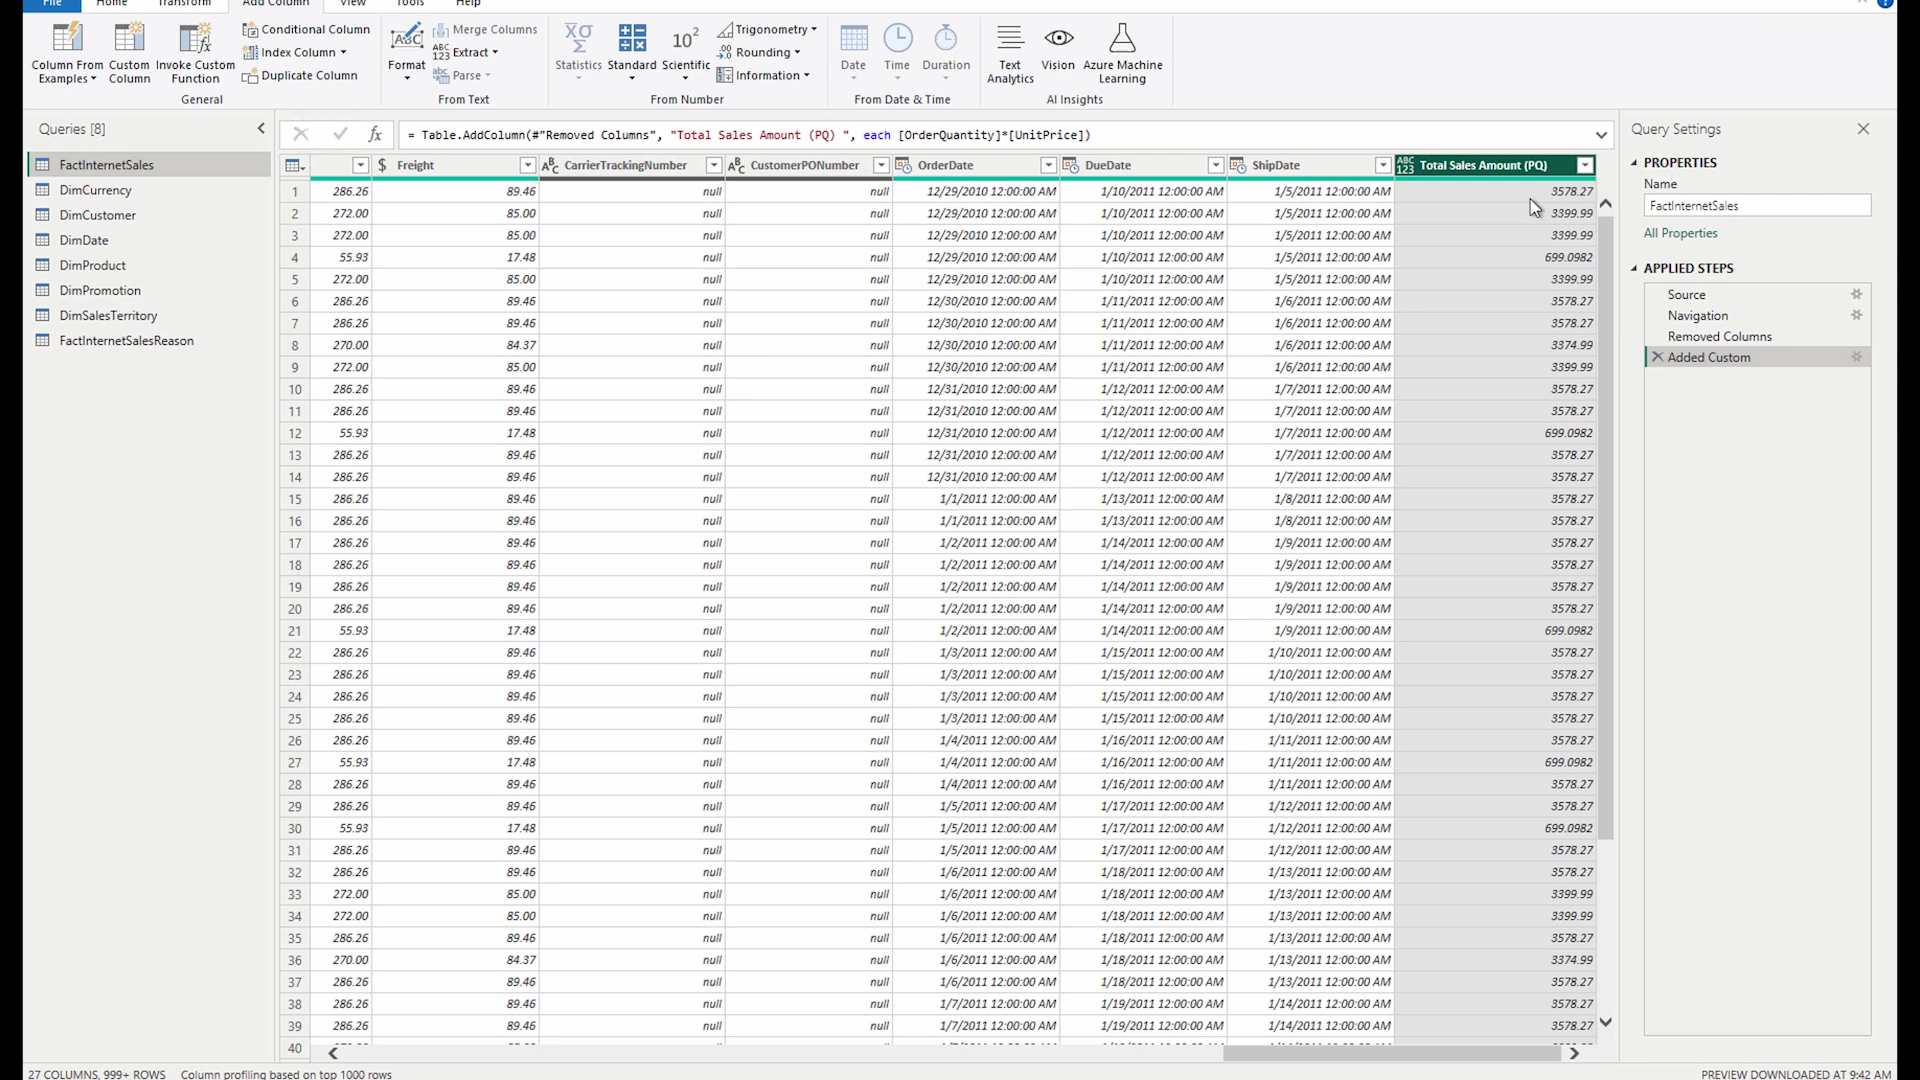 File Home Transform Add Column View Tools Help
Column From Examples
Custom Column
Invoke Custom Function
Conditional Column
Index Column
Duplicate Column
General
ABC
Format
Merge Columns
ABC 123 Extract
abc Parse
From Text
ΧΟ Σ
Statistics
Standard
10²
Scientific
Trigonometry
.00 Rounding
Information
From Number
Date
Time
Duration
From Date & Time
Text Analytics
Vision
Azure Machine Learning
AI Insights
Queries [8]
FactInternetSales
DimCurrency
DimCustomer
DimDate
DimProduct
DimPromotion
DimSalesTerritory
FactInternetSalesReason
fx = Table.AddColumn(#"Removed Columns", "Total Sales Amount (PQ) ", each [OrderQuantity]*[UnitPrice])
$ Freight ABC CarrierTrackingNumber ABC CustomerPONumber OrderDate DueDate ShipDate ABC 123 Total Sales Amount (PQ)
1 286.26 89.46 null null 12/29/2010 12:00:00 AM 1/10/2011 12:00:00 AM 1/5/2011 12:00:00 AM 3578.27
2 272.00 85.00 null null 12/29/2010 12:00:00 AM 1/10/2011 12:00:00 AM 1/5/2011 12:00:00 AM 3399.99
3 272.00 85.00 null null 12/29/2010 12:00:00 AM 1/10/2011 12:00:00 AM 1/5/2011 12:00:00 AM 3399.99
4 55.93 17.48 null null 12/29/2010 12:00:00 AM 1/10/2011 12:00:00 AM 1/5/2011 12:00:00 AM 699.0982
5 272.00 85.00 null null 12/29/2010 12:00:00 AM 1/10/2011 12:00:00 AM 1/5/2011 12:00:00 AM 3399.99
6 286.26 89.46 null null 12/30/2010 12:00:00 AM 1/11/2011 12:00:00 AM 1/6/2011 12:00:00 AM 3578.27
7 286.26 89.46 null null 12/30/2010 12:00:00 AM 1/11/2011 12:00:00 AM 1/6/2011 12:00:00 AM 3578.27
8 270.00 84.37 null null 12/30/2010 12:00:00 AM 1/11/2011 12:00:00 AM 1/6/2011 12:00:00 AM 3374.99
9 272.00 85.00 null null 12/30/2010 12:00:00 AM 1/11/2011 12:00:00 AM 1/6/2011 12:00:00 AM 3399.99
10 286.26 89.46 null null 12/31/2010 12:00:00 AM 1/12/2011 12:00:00 AM 1/7/2011 12:00:00 AM 3578.27
11 286.26 89.46 null null 12/31/2010 12:00:00 AM 1/12/2011 12:00:00 AM 1/7/2011 12:00:00 AM 3578.27
12 55.93 17.48 null null 12/31/2010 12:00:00 AM 1/12/2011 12:00:00 AM 1/7/2011 12:00:00 AM 699.0982
13 286.26 89.46 null null 12/31/2010 12:00:00 AM 1/12/2011 12:00:00 AM 1/7/2011 12:00:00 AM 3578.27
14 286.26 89.46 null null 12/31/2010 12:00:00 AM 1/12/2011 12:00:00 AM 1/7/2011 12:00:00 AM 3578.27
15 286.26 89.46 null null 1/1/2011 12:00:00 AM 1/13/2011 12:00:00 AM 1/8/2011 12:00:00 AM 3578.27
16 286.26 89.46 null null 1/1/2011 12:00:00 AM 1/13/2011 12:00:00 AM 1/8/2011 12:00:00 AM 3578.27
17 286.26 89.46 null null 1/2/2011 12:00:00 AM 1/14/2011 12:00:00 AM 1/9/2011 12:00:00 AM 3578.27
18 286.26 89.46 null null 1/2/2011 12:00:00 AM 1/14/2011 12:00:00 AM 1/9/2011 12:00:00 AM 3578.27
19 286.26 89.46 null null 1/2/2011 12:00:00 AM 1/14/2011 12:00:00 AM 1/9/2011 12:00:00 AM 3578.27
20 286.26 89.46 null null 1/2/2011 12:00:00 AM 1/14/2011 12:00:00 AM 1/9/2011 12:00:00 AM 3578.27
21 55.93 17.48 null null 1/2/2011 12:00:00 AM 1/14/2011 12:00:00 AM 1/9/2011 12:00:00 AM 699.0982
22 286.26 89.46 null null 1/3/2011 12:00:00 AM 1/15/2011 12:00:00 AM 1/10/2011 12:00:00 AM 3578.27
23 286.26 89.46 null null 1/3/2011 12:00:00 AM 1/15/2011 12:00:00 AM 1/10/2011 12:00:00 AM 3578.27
24 286.26 89.46 null null 1/3/2011 12:00:00 AM 1/15/2011 12:00:00 AM 1/10/2011 12:00:00 AM 3578.27
25 286.26 89.46 null null 1/3/2011 12:00:00 AM 1/15/2011 12:00:00 AM 1/10/2011 12:00:00 AM 3578.27
26 286.26 89.46 null null 1/4/2011 12:00:00 AM 1/16/2011 12:00:00 AM 1/11/2011 12:00:00 AM 3578.27
27 55.93 17.48 null null 1/4/2011 12:00:00 AM 1/16/2011 12:00:00 AM 1/11/2011 12:00:00 AM 699.0982
28 286.26 89.46 null null 1/4/2011 12:00:00 AM 1/16/2011 12:00:00 AM 1/11/2011 12:00:00 AM 3578.27
29 286.26 89.46 null null 1/5/2011 12:00:00 AM 1/17/2011 12:00:00 AM 1/12/2011 12:00:00 AM 3578.27
30 55.93 17.48 null null 1/5/2011 12:00:00 AM 1/17/2011 12:00:00 AM 1/12/2011 12:00:00 AM 699.0982
31 286.26 89.46 null null 1/5/2011 12:00:00 AM 1/17/2011 12:00:00 AM 1/12/2011 12:00:00 AM 3578.27
32 286.26 89.46 null null 1/6/2011 12:00:00 AM 1/18/2011 12:00:00 AM 1/13/2011 12:00:00 AM 3578.27
33 272.00 85.00 null null 1/6/2011 12:00:00 AM 1/18/2011 12:00:00 AM 1/13/2011 12:00:00 AM 3399.99
34 272.00 85.00 null null 1/6/2011 12:00:00 AM 1/18/2011 12:00:00 AM 1/13/2011 12:00:00 AM 3399.99
35 286.26 89.46 null null 1/6/2011 12:00:00 AM 1/18/2011 12:00:00 AM 1/13/2011 12:00:00 AM 3578.27
36 270.00 84.37 null null 1/6/2011 12:00:00 AM 1/18/2011 12:00:00 AM 1/13/2011 12:00:00 AM 3374.99
37 286.26 89.46 null null 1/6/2011 12:00:00 AM 1/18/2011 12:00:00 AM 1/13/2011 12:00:00 AM 3578.27
38 286.26 89.46 null null 1/7/2011 12:00:00 AM 1/19/2011 12:00:00 AM 1/14/2011 12:00:00 AM 3578.27
39 286.26 89.46 null null 1/7/2011 12:00:00 AM 1/19/2011 12:00:00 AM 1/14/2011 12:00:00 AM 3578.27
40
Query Settings
PROPERTIES
Name
FactInternetSales
All Properties
APPLIED STEPS
Source
Navigation
Removed Columns
Added Custom
27 COLUMNS, 999+ ROWS Column profiling based on top 1000 rows PREVIEW DOWNLOADED AT 9:42 AM